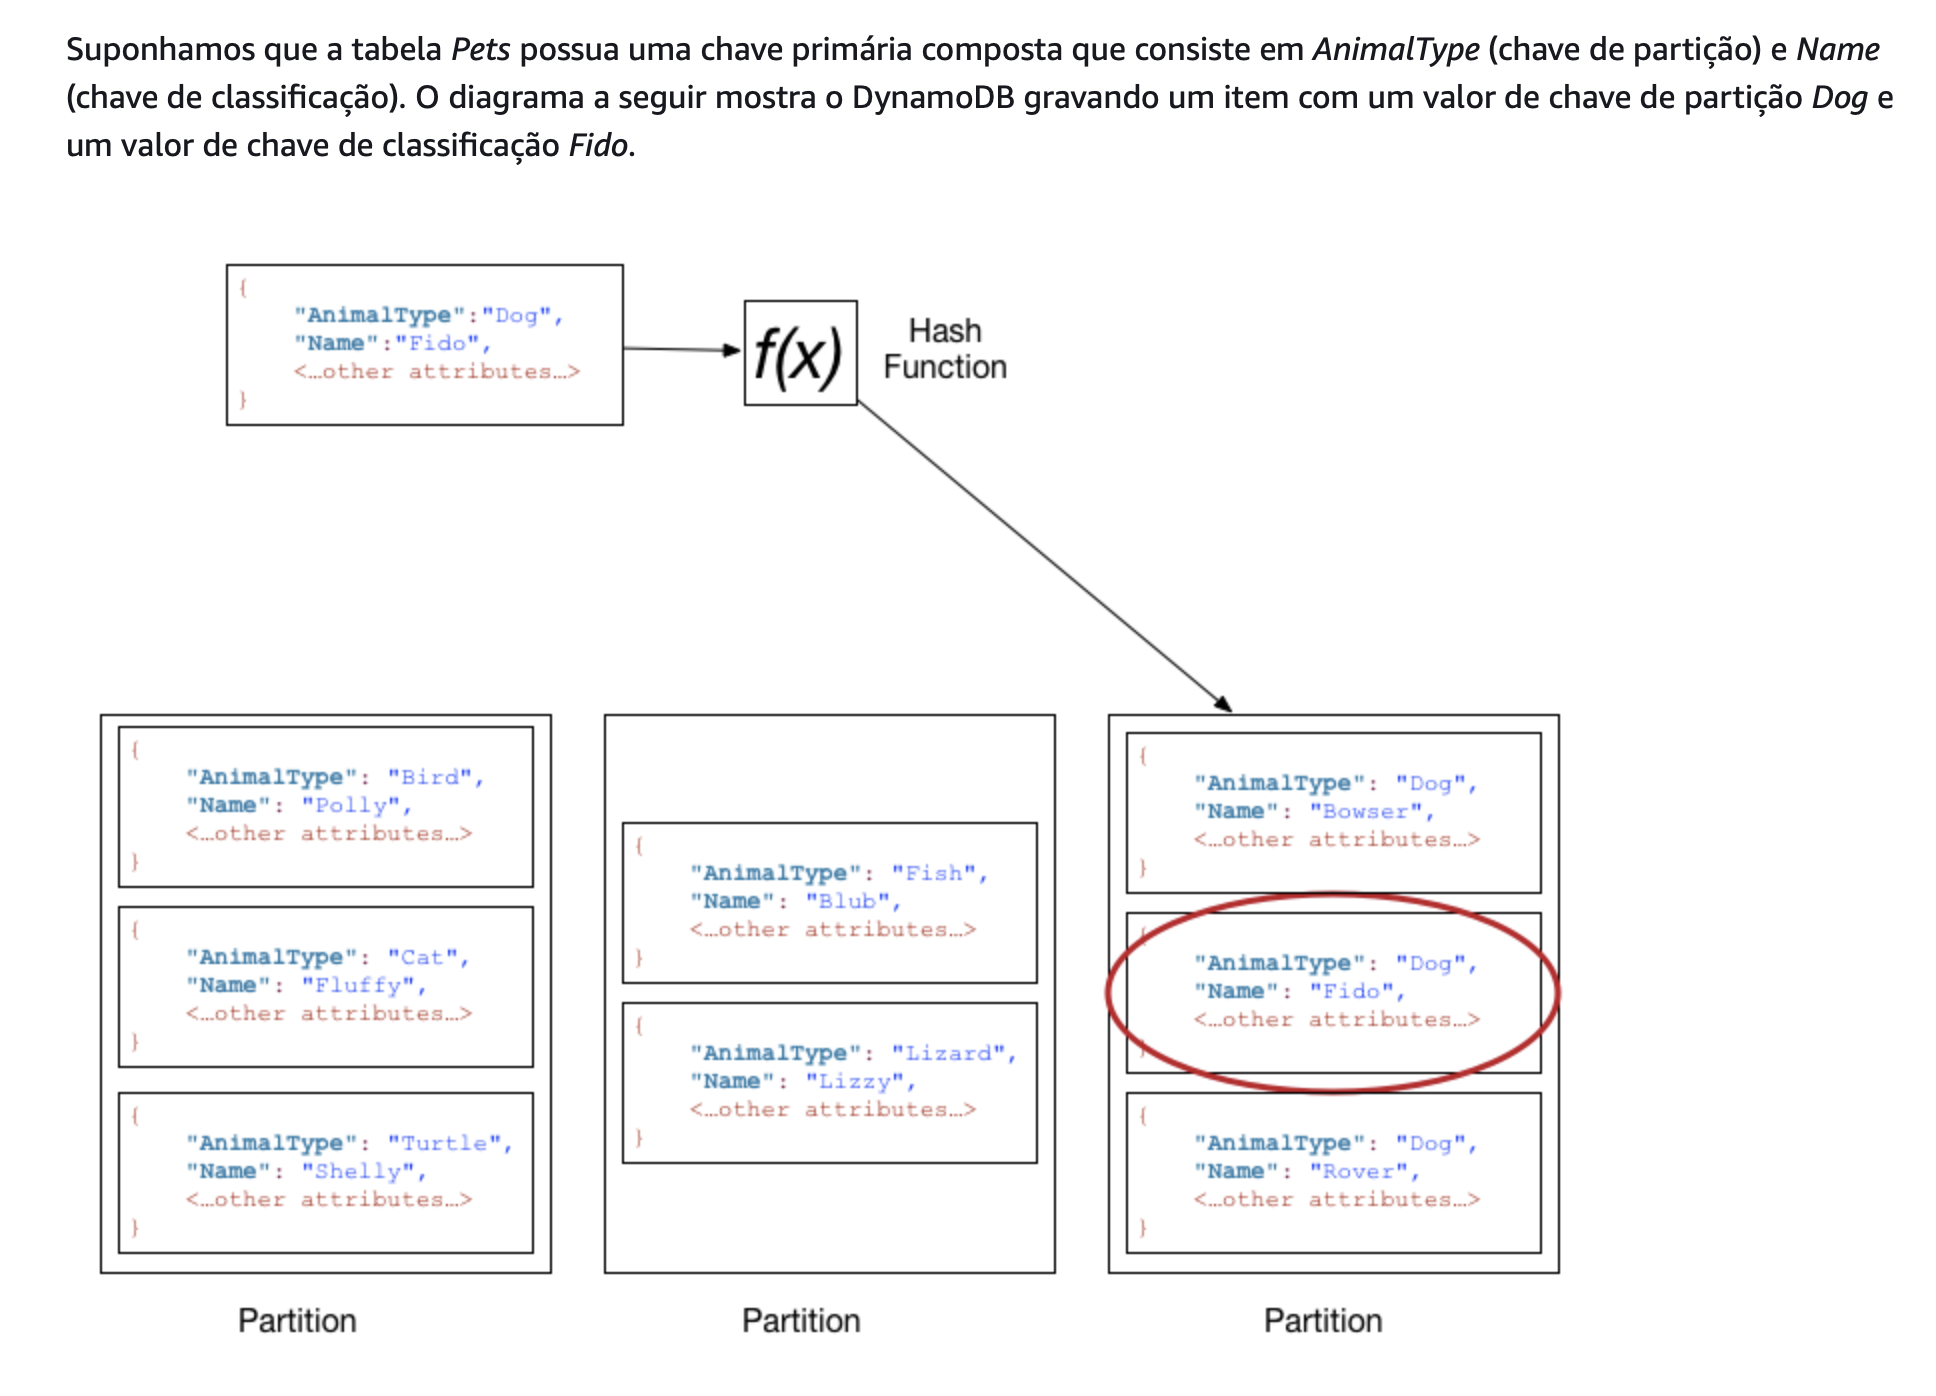 Suponhamos que a tabela Pets possua uma chave primária composta que consiste em AnimalType (chave de partição) e Name
(chave de classificação). O diagrama a seguir mostra o DynamoDB gravando um item com um valor de chave de partição Dog e
um valor de chave de classificação Fido.
{
"AnimalType":"Dog",
"Name":"Fido",
<…other attributes…>
}
f(x)
Hash
Function
{
"AnimalType": "Bird",
"Name": "Polly",
<…other attributes…>
}
{
"AnimalType": "Cat",
"Name": "Fluffy",
<…other attributes…>
}
{
"AnimalType": "Turtle",
"Name": "Shelly",
<…other attributes…>
}
Partition
{
"AnimalType": "Fish",
"Name": "Blub",
<…other attributes…>
}
{
"AnimalType": "Lizard",
"Name": "Lizzy",
<…other attributes…>
}
Partition
{
"AnimalType": "Dog",
"Name": "Bowser",
<…other attributes…>
}
{
"AnimalType": "Dog",
"Name": "Fido",
<…other attributes…>
}
{
"AnimalType": "Dog",
"Name": "Rover",
<…other attributes…>
}
Partition